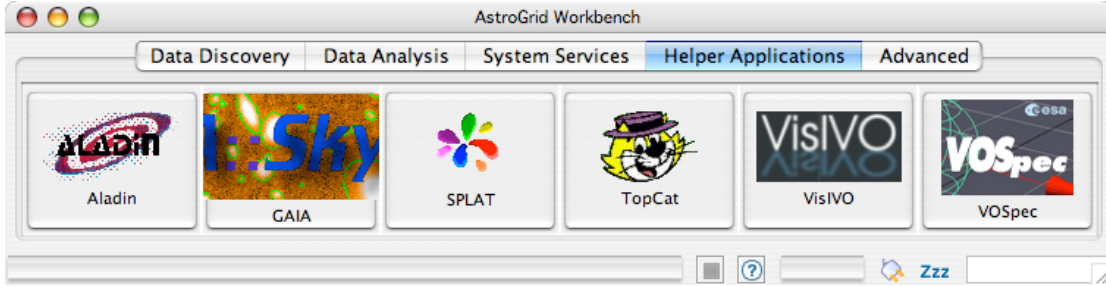 AstroGrid Workbench
Data Discovery Data Analysis System Services Helper Applications Advanced
ALADIN
Aladin
:Sky
GAIA
SPLAT
TopCat
VisIVO
VisIVO
esa
VOSpec
VOSpec
?
Zzz